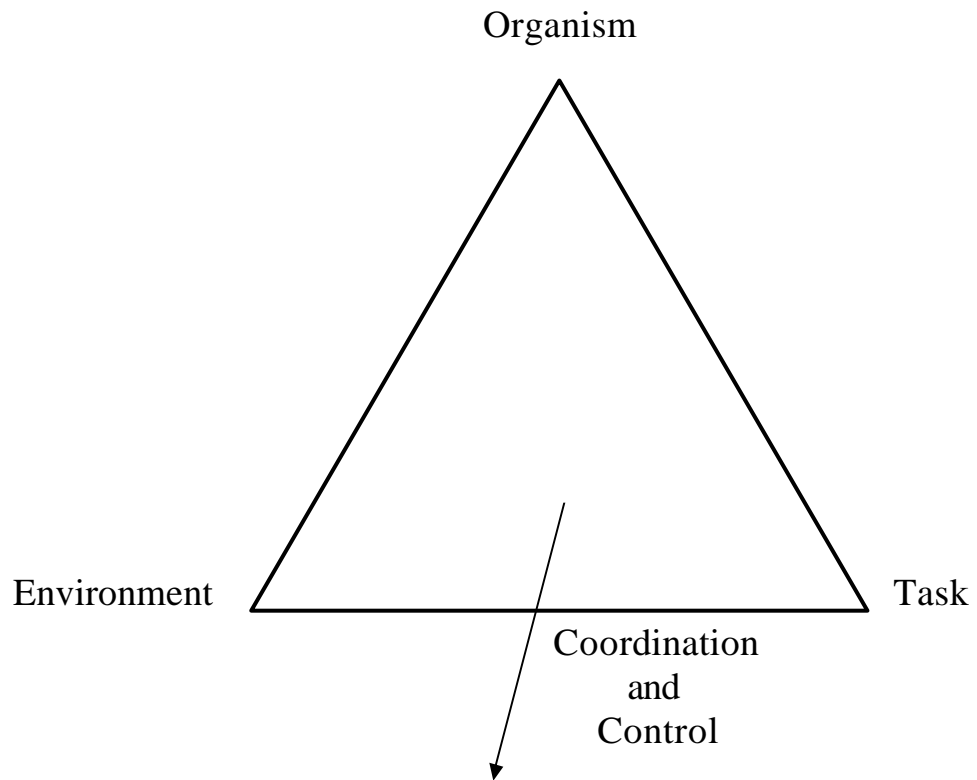 Organism
Environment
Task
Coordination
and
Control